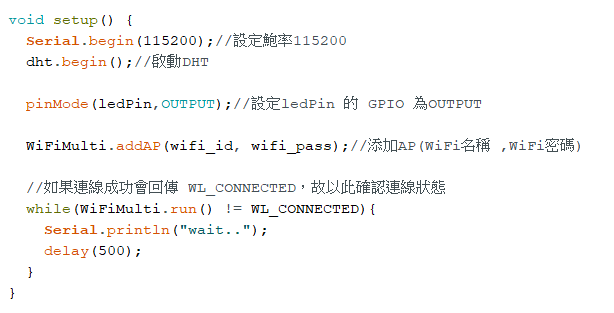 void setup() {
Serial.begin(115200);//設定鮑率115200
dht.begin();//啟動DHT
pinMode(ledPin,OUTPUT);//設定ledPin 的 GPIO 為OUTPUT
WiFiMulti.addAP(wifi_id, wifi_pass);//添加AP(WiFi名稱 ,WiFi密碼)
//如果連線成功會回傳 WL_CONNECTED，故以此確認連線狀態
while(WiFiMulti.run() != WL_CONNECTED){
Serial.println("wait..");
delay(500);
}
}